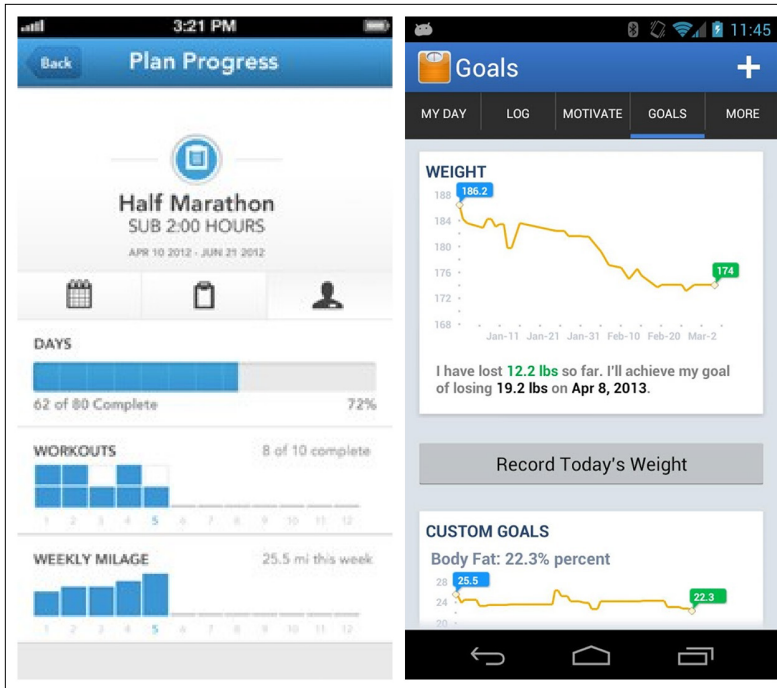 3:21 PM
Back
Plan Progress
Half Marathon
SUB 2:00 HOURS
APR 10 2012 - JUN 21 2012
DAYS
62 of 80 Complete 72%
WORKOUTS 8 of 10 complete
1 2 3 4 5 6 7 8 9 10 11 12
WEEKLY MILAGE 25.5 mi this week
1 2 3 4 5 6 7 8 9 10 11 12
11:45
Goals
MY DAY LOG MOTIVATE GOALS MORE
WEIGHT
188
186.2
184
180
176
174
172
168
Jan-11 Jan-21 Jan-31 Feb-10 Feb-20 Mar-2
I have lost 12.2 lbs so far. I'll achieve my goal
of losing 19.2 lbs on Apr 8, 2013.
Record Today's Weight
CUSTOM GOALS
Body Fat: 22.3% percent
28
25.5
24
22.3
20